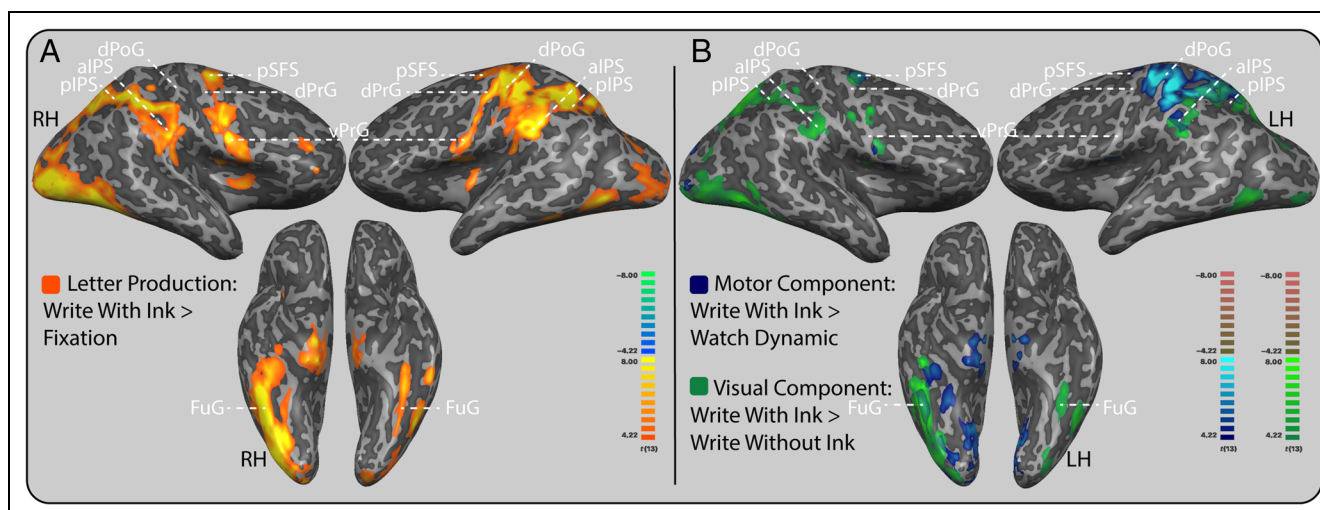 A
dPoG
aIPS
pIPS
pSFS
dPrG
RH
vPrG
dPoG
aIPS
pIPS
Letter Production:
Write With Ink >
Fixation
−8.00
−4.22
8.00
4.22
t(13)
FuG
FuG
RH
B
dPoG
aIPS
pIPS
pSFS
dPrG
pSFS
dPrG
vPrG
dPoG
aIPS
pIPS
LH
Motor Component:
Write With Ink >
Watch Dynamic
Visual Component:
Write With Ink >
Write Without Ink
−8.00
−4.22
8.00
4.22
t(13)
−8.00
−4.22
8.00
4.22
t(13)
FuG
FuG
LH